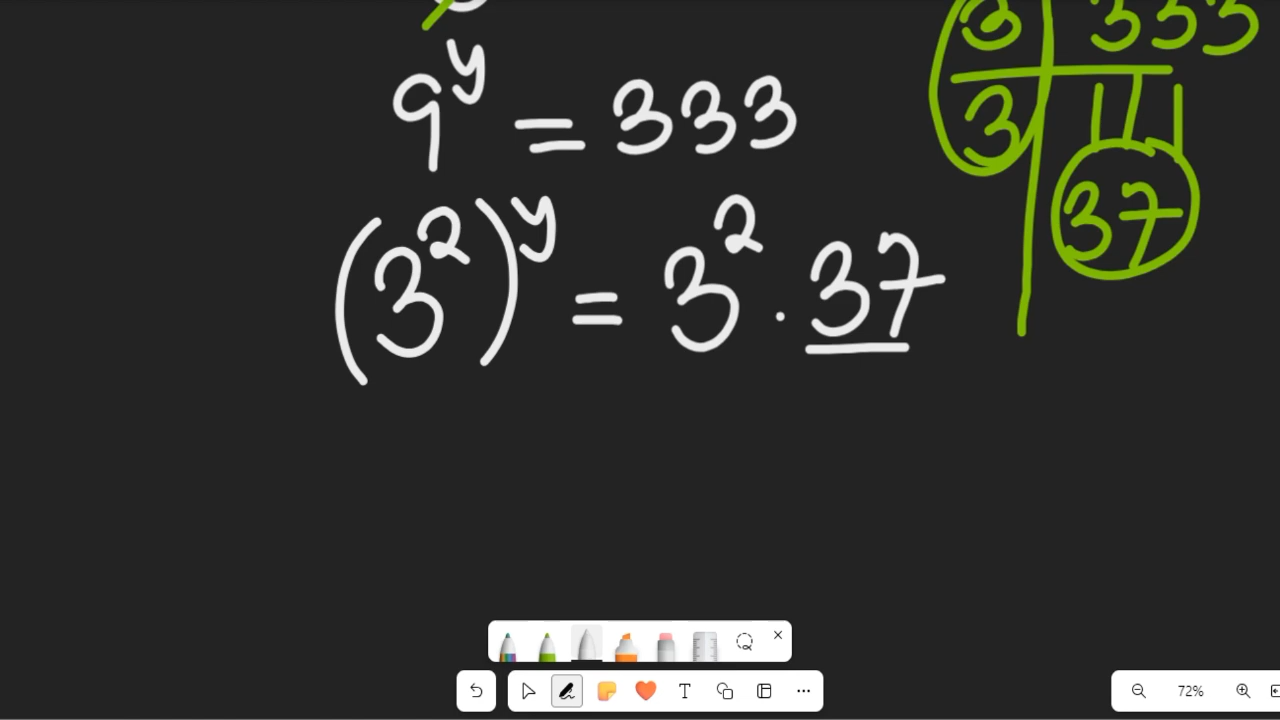 9^y = 333
(3^2)^y = 3^2 . 37
3 333
3 111
37
T
72%